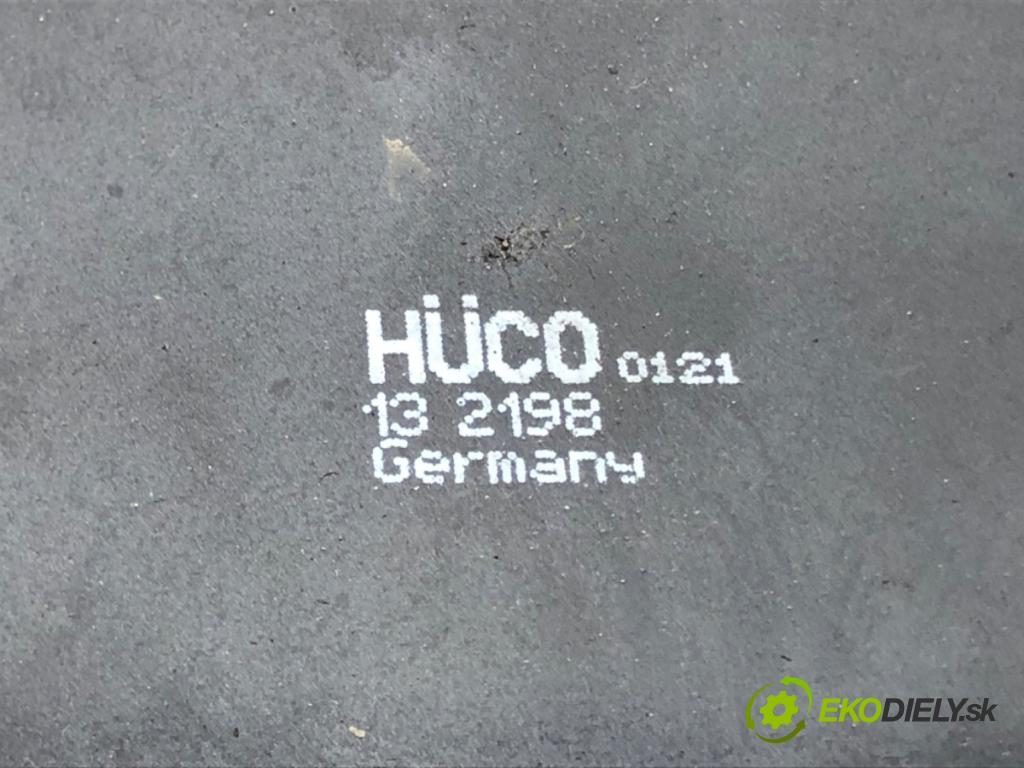 HÜCO 0121
13 2198
Germany
EKODIELY.sk